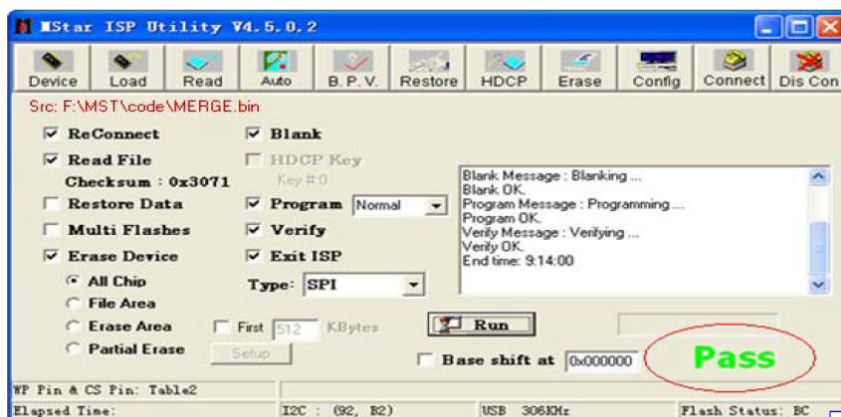 MStar ISP Utility V4.5.0.2
Device Load Read Auto B.P.V. Restore HDCP Erase Config Connect Dis Con
Src: F:\MST\code\MERGE.bin
ReConnect Blank
Read File HDCP Key
Checksum : 0x3071 Key #:0
Restore Data Program Normal
Multi Flashes Verify
Erase Device Exit ISP
All Chip Type: SPI
File Area
Erase Area First 512 KBytes
Partial Erase Setup
Blank Message : Blanking ...
Blank OK.
Program Message : Programming ...
Program OK.
Verify Message : Verifying ...
Verify OK.
End time: 9:14:00
Run
Base shift at 0x000000
Pass
WP Pin & CS Pin: Table2
Elapsed Time: I2C : (92, B2) USB 306KHz Flash Status: BC